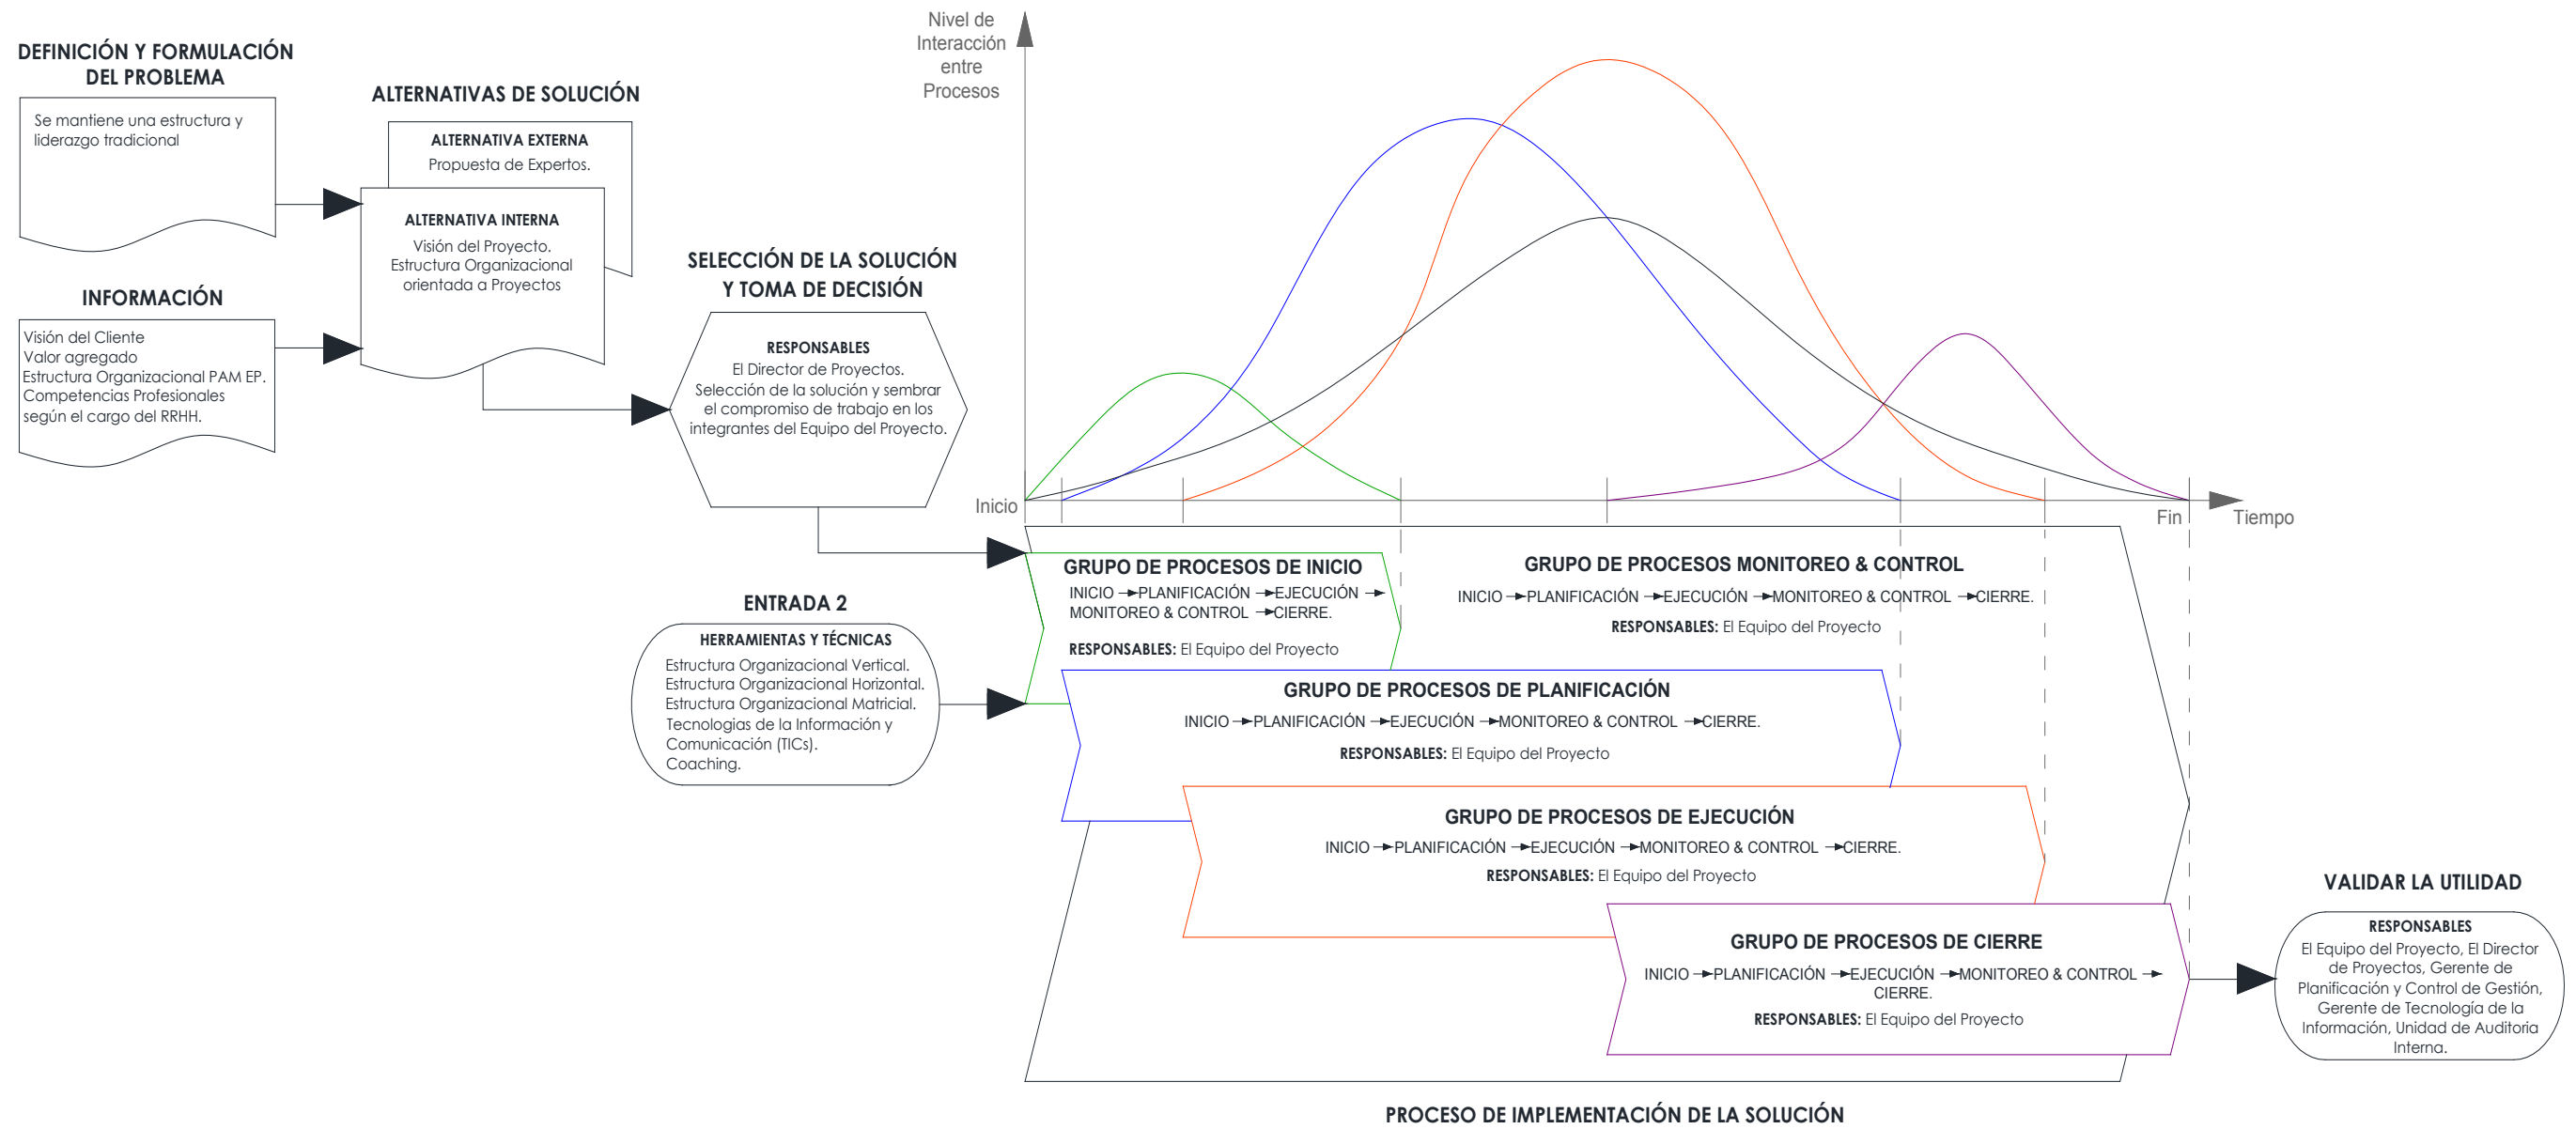 DEFINICIÓN Y FORMULACIÓN
DEL PROBLEMA
Se mantiene una estructura y
liderazgo tradicional
INFORMACIÓN
Visión del Cliente
Valor agregado
Estructura Organizacional PAM EP.
Competencias Profesionales
según el cargo del RRHH.
ALTERNATIVAS DE SOLUCIÓN
ALTERNATIVA EXTERNA
Propuesta de Expertos.
ALTERNATIVA INTERNA
Visión del Proyecto.
Estructura Organizacional
orientada a Proyectos
SELECCIÓN DE LA SOLUCIÓN
Y TOMA DE DECISIÓN
RESPONSABLES
El Director de Proyectos.
Selección de la solución y sembrar
el compromiso de trabajo en los
integrantes del Equipo del Proyecto.
ENTRADA 2
HERRAMIENTAS Y TÉCNICAS
Estructura Organizacional Vertical.
Estructura Organizacional Horizontal.
Estructura Organizacional Matricial.
Tecnologias de la Información y
Comunicación (TICs).
Coaching.
Nivel de
Interacción
entre
Procesos
Inicio
Fin
Tiempo
GRUPO DE PROCESOS DE INICIO
INICIO PLANIFICACIÓN EJECUCIÓN
MONITOREO & CONTROL CIERRE.
RESPONSABLES: El Equipo del Proyecto
GRUPO DE PROCESOS MONITOREO & CONTROL
INICIO PLANIFICACIÓN EJECUCIÓN MONITOREO & CONTROL CIERRE.
RESPONSABLES: El Equipo del Proyecto
GRUPO DE PROCESOS DE PLANIFICACIÓN
INICIO PLANIFICACIÓN EJECUCIÓN MONITOREO & CONTROL CIERRE.
RESPONSABLES: El Equipo del Proyecto
GRUPO DE PROCESOS DE EJECUCIÓN
INICIO PLANIFICACIÓN EJECUCIÓN MONITOREO & CONTROL CIERRE.
RESPONSABLES: El Equipo del Proyecto
GRUPO DE PROCESOS DE CIERRE
INICIO PLANIFICACIÓN EJECUCIÓN MONITOREO & CONTROL
CIERRE.
RESPONSABLES: El Equipo del Proyecto
VALIDAR LA UTILIDAD
RESPONSABLES
El Equipo del Proyecto, El Director
de Proyectos, Gerente de
Planificación y Control de Gestión,
Gerente de Tecnología de la
Información, Unidad de Auditoria
Interna.
PROCESO DE IMPLEMENTACIÓN DE LA SOLUCIÓN